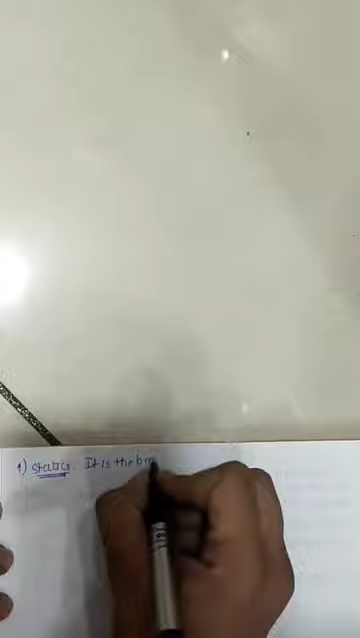 1) Statics. It is the br